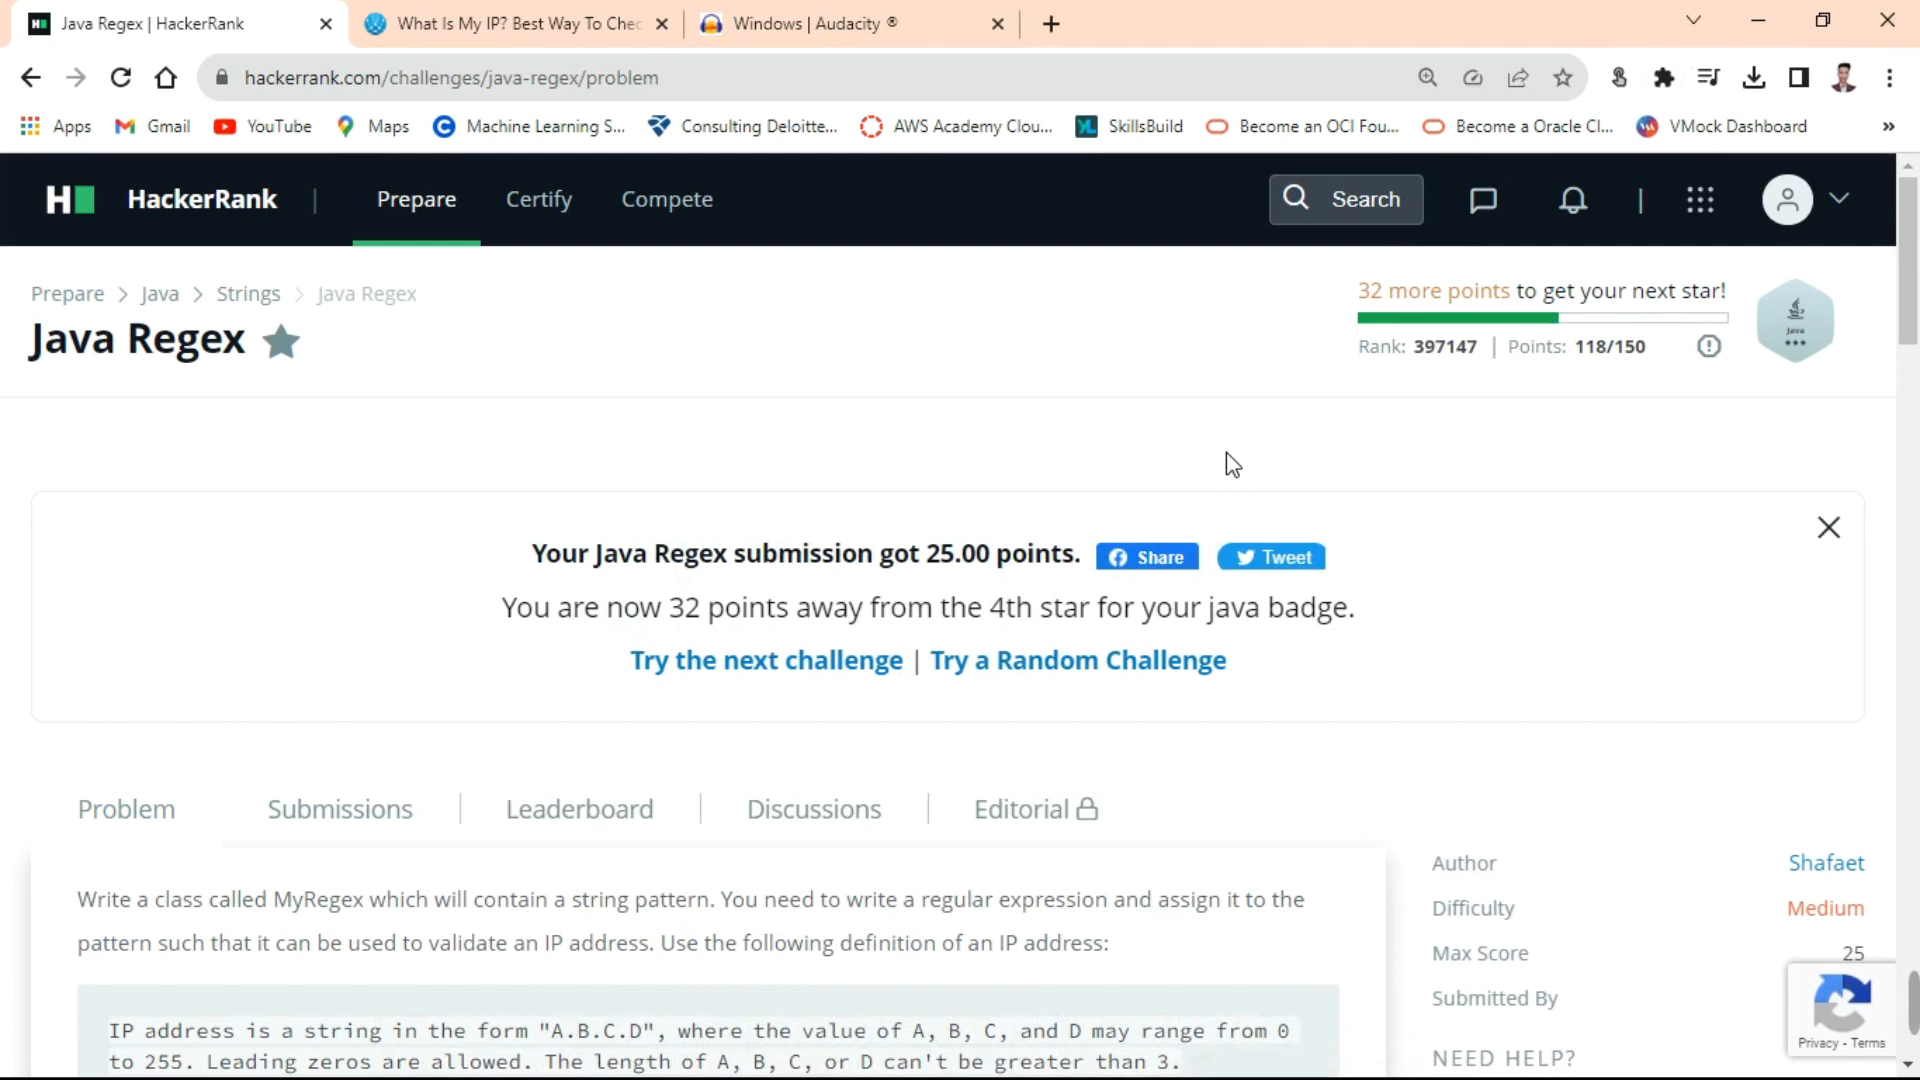 Java Regex | HackerRank
What Is My IP? Best Way To Chec
Windows | Audacity ®
hackerrank.com/challenges/java-regex/problem
Apps
Gmail
YouTube
Maps
Machine Learning S...
Consulting Deloitte...
AWS Academy Clou...
SkillsBuild
Become an OCI Fou...
Become a Oracle Cl...
VMock Dashboard
»
HackerRank | Prepare Certify Compete
Search
Prepare > Java > Strings > Java Regex
Java Regex
32 more points to get your next star!
Rank: 397147 | Points: 118/150
Java
Your Java Regex submission got 25.00 points.
Share
Tweet
You are now 32 points away from the 4th star for your java badge.
Try the next challenge | Try a Random Challenge
Problem
Submissions
Leaderboard
Discussions
Editorial
Write a class called MyRegex which will contain a string pattern. You need to write a regular expression and assign it to the
pattern such that it can be used to validate an IP address. Use the following definition of an IP address:
IP address is a string in the form "A.B.C.D", where the value of A, B, C, and D may range from 0
to 255. Leading zeros are allowed. The length of A, B, C, or D can't be greater than 3.
Author Shafaet
Difficulty Medium
Max Score 25
Submitted By
NEED HELP?
Privacy - Terms